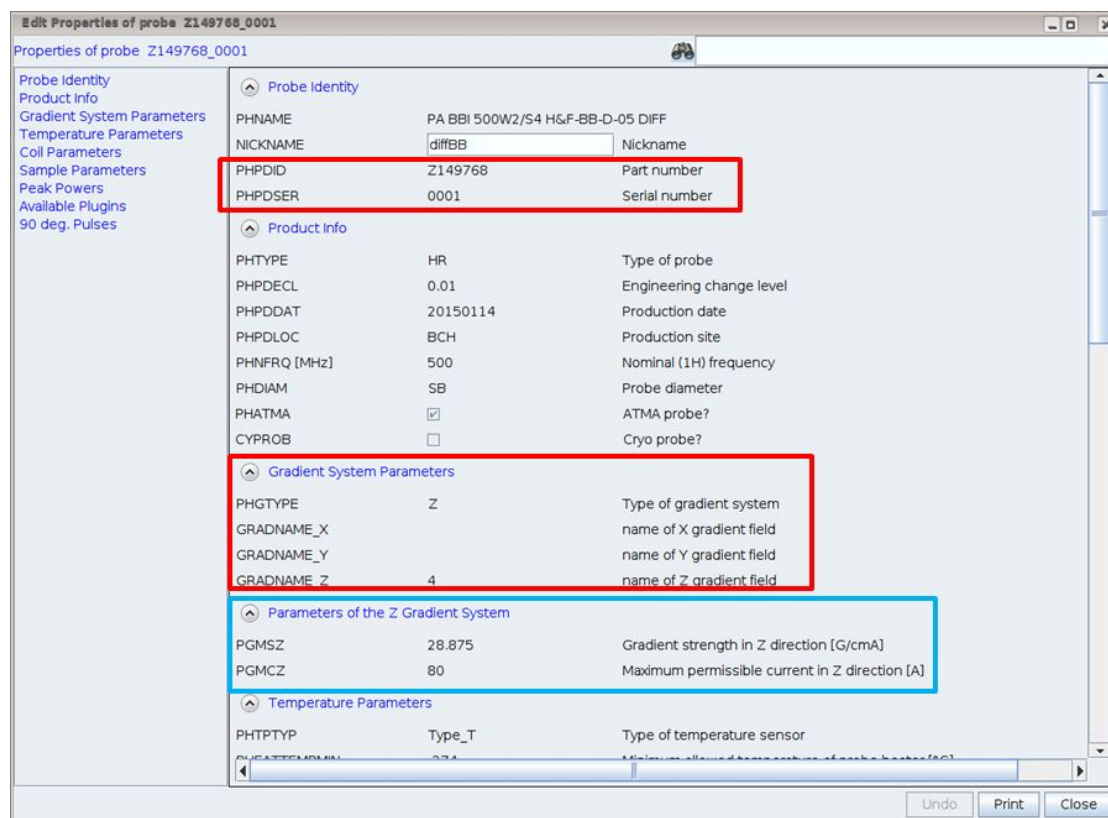 Edit Properties of probe Z149768_0001
Properties of probe Z149768_0001
Probe Identity
Product Info
Gradient System Parameters
Temperature Parameters
Coil Parameters
Sample Parameters
Peak Powers
Available Plugins
90 deg. Pulses
Probe Identity
PHNAME PA BBI 500W2/S4 H&F-BB-D-05 DIFF
NICKNAME diffBB Nickname
PHPDID Z149768 Part number
PHPDSER 0001 Serial number
Product Info
PHTYPE HR Type of probe
PHPDECL 0.01 Engineering change level
PHPDDAT 20150114 Production date
PHPDLOC BCH Production site
PHNFRQ [MHz] 500 Nominal (1H) frequency
PHDIAM SB Probe diameter
PHATMA ATMA probe?
CYPROB Cryo probe?
Gradient System Parameters
PHGTYPE Z Type of gradient system
GRADNAME_X name of X gradient field
GRADNAME_Y name of Y gradient field
GRADNAME_Z 4 name of Z gradient field
Parameters of the Z Gradient System
PGMSZ 28.875 Gradient strength in Z direction [G/cmA]
PGMCZ 80 Maximum permissible current in Z direction [A]
Temperature Parameters
PHTPTYP Type_T Type of temperature sensor
Undo Print Close